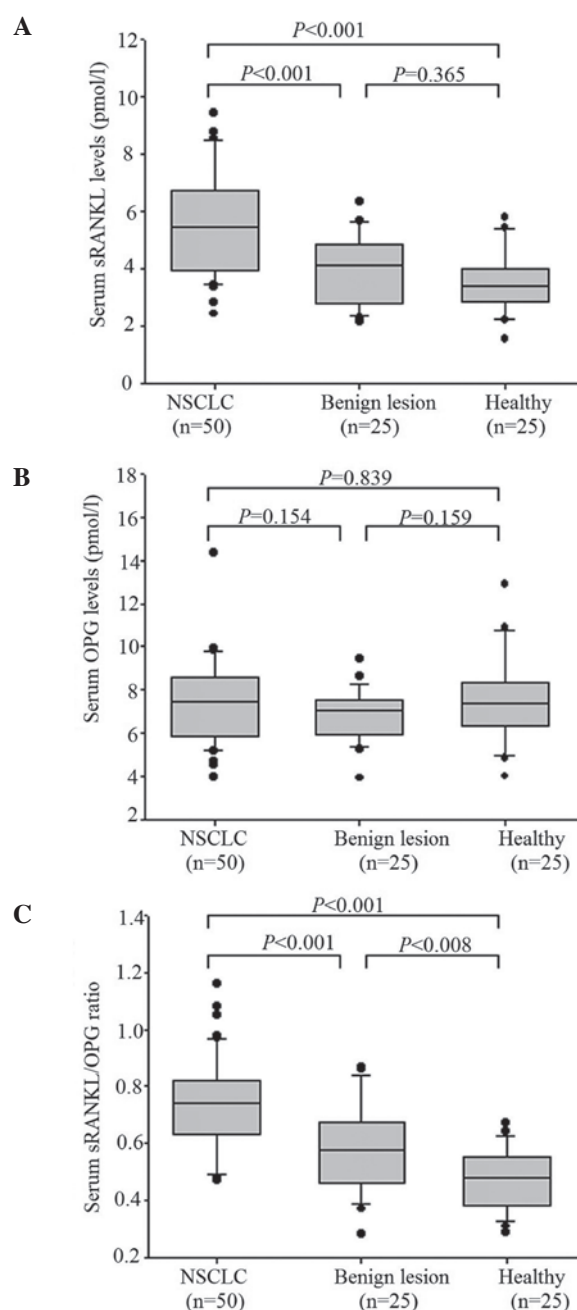 A
Serum sRANKL levels (pmol/l)
12
10
8
6
4
2
0
P<0.001
P<0.001
P=0.365
NSCLC
(n=50)
Benign lesion
(n=25)
Healthy
(n=25)
B
Serum OPG levels (pmol/l)
18
16
14
12
10
8
6
4
2
P=0.839
P=0.154
P=0.159
NSCLC
(n=50)
Benign lesion
(n=25)
Healthy
(n=25)
C
Serum sRANKL/OPG ratio
1.4
1.2
1.0
0.8
0.6
0.4
0.2
P<0.001
P<0.001
P<0.008
NSCLC
(n=50)
Benign lesion
(n=25)
Healthy
(n=25)